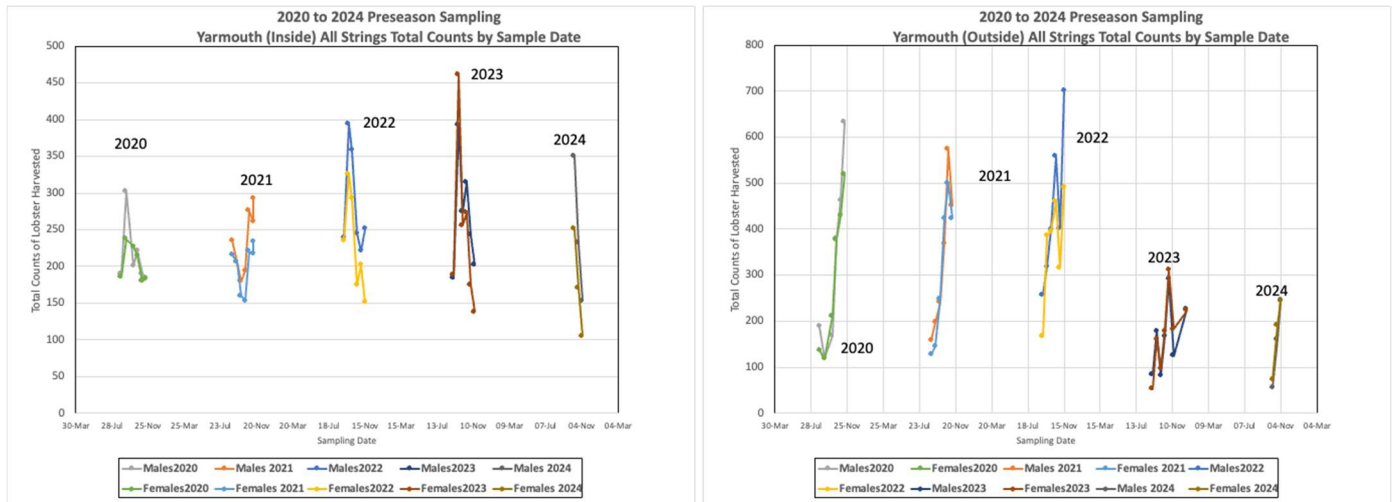 2020 to 2024 Preseason Sampling
Yarmouth (Inside) All Strings Total Counts by Sample Date
500
450
400
350
300
250
200
150
100
50
0
Total Counts of Lobster Harvested
2020
2021
2022
2023
2024
30-Mar 28-Jul 25-Nov 25-Mar 23-Jul 20-Nov 20-Mar 18-Jul 15-Nov 15-Mar 13-Jul 10-Nov 09-Mar 07-Jul 04-Nov 04-Mar
Sampling Date
Males2020 Males 2021 Males2022 Males2023 Males 2024
Females2020 Females 2021 Females2022 Females2023 Females 2024
2020 to 2024 Preseason Sampling
Yarmouth (Outside) All Strings Total Counts by Sample Date
800
700
600
500
400
300
200
100
0
Total Counts of Lobster Harvested
2020
2021
2022
2023
2024
30-Mar 28-Jul 25-Nov 25-Mar 23-Jul 20-Nov 20-Mar 18-Jul 15-Nov 15-Mar 13-Jul 10-Nov 09-Mar 07-Jul 04-Nov 04-Mar
Sampling Date
Males2020 Females2020 Males 2021 Females 2021 Males2022
Females2022 Males2023 Females2023 Males 2024 Females 2024